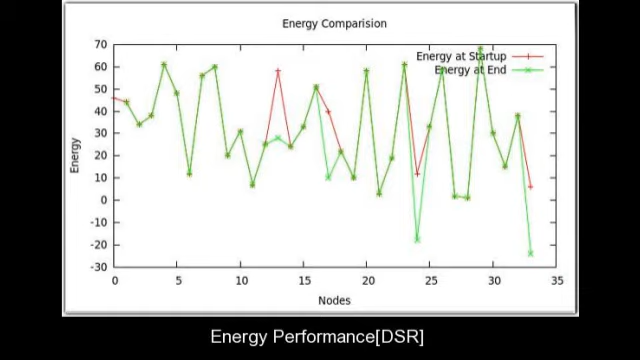 Energy Comparision
Energy at Startup
Energy at End
70
60
50
40
30
20
10
0
-10
-20
-30
Energy
0 5 10 15 20 25 30 35
Nodes
Energy Performance[DSR]